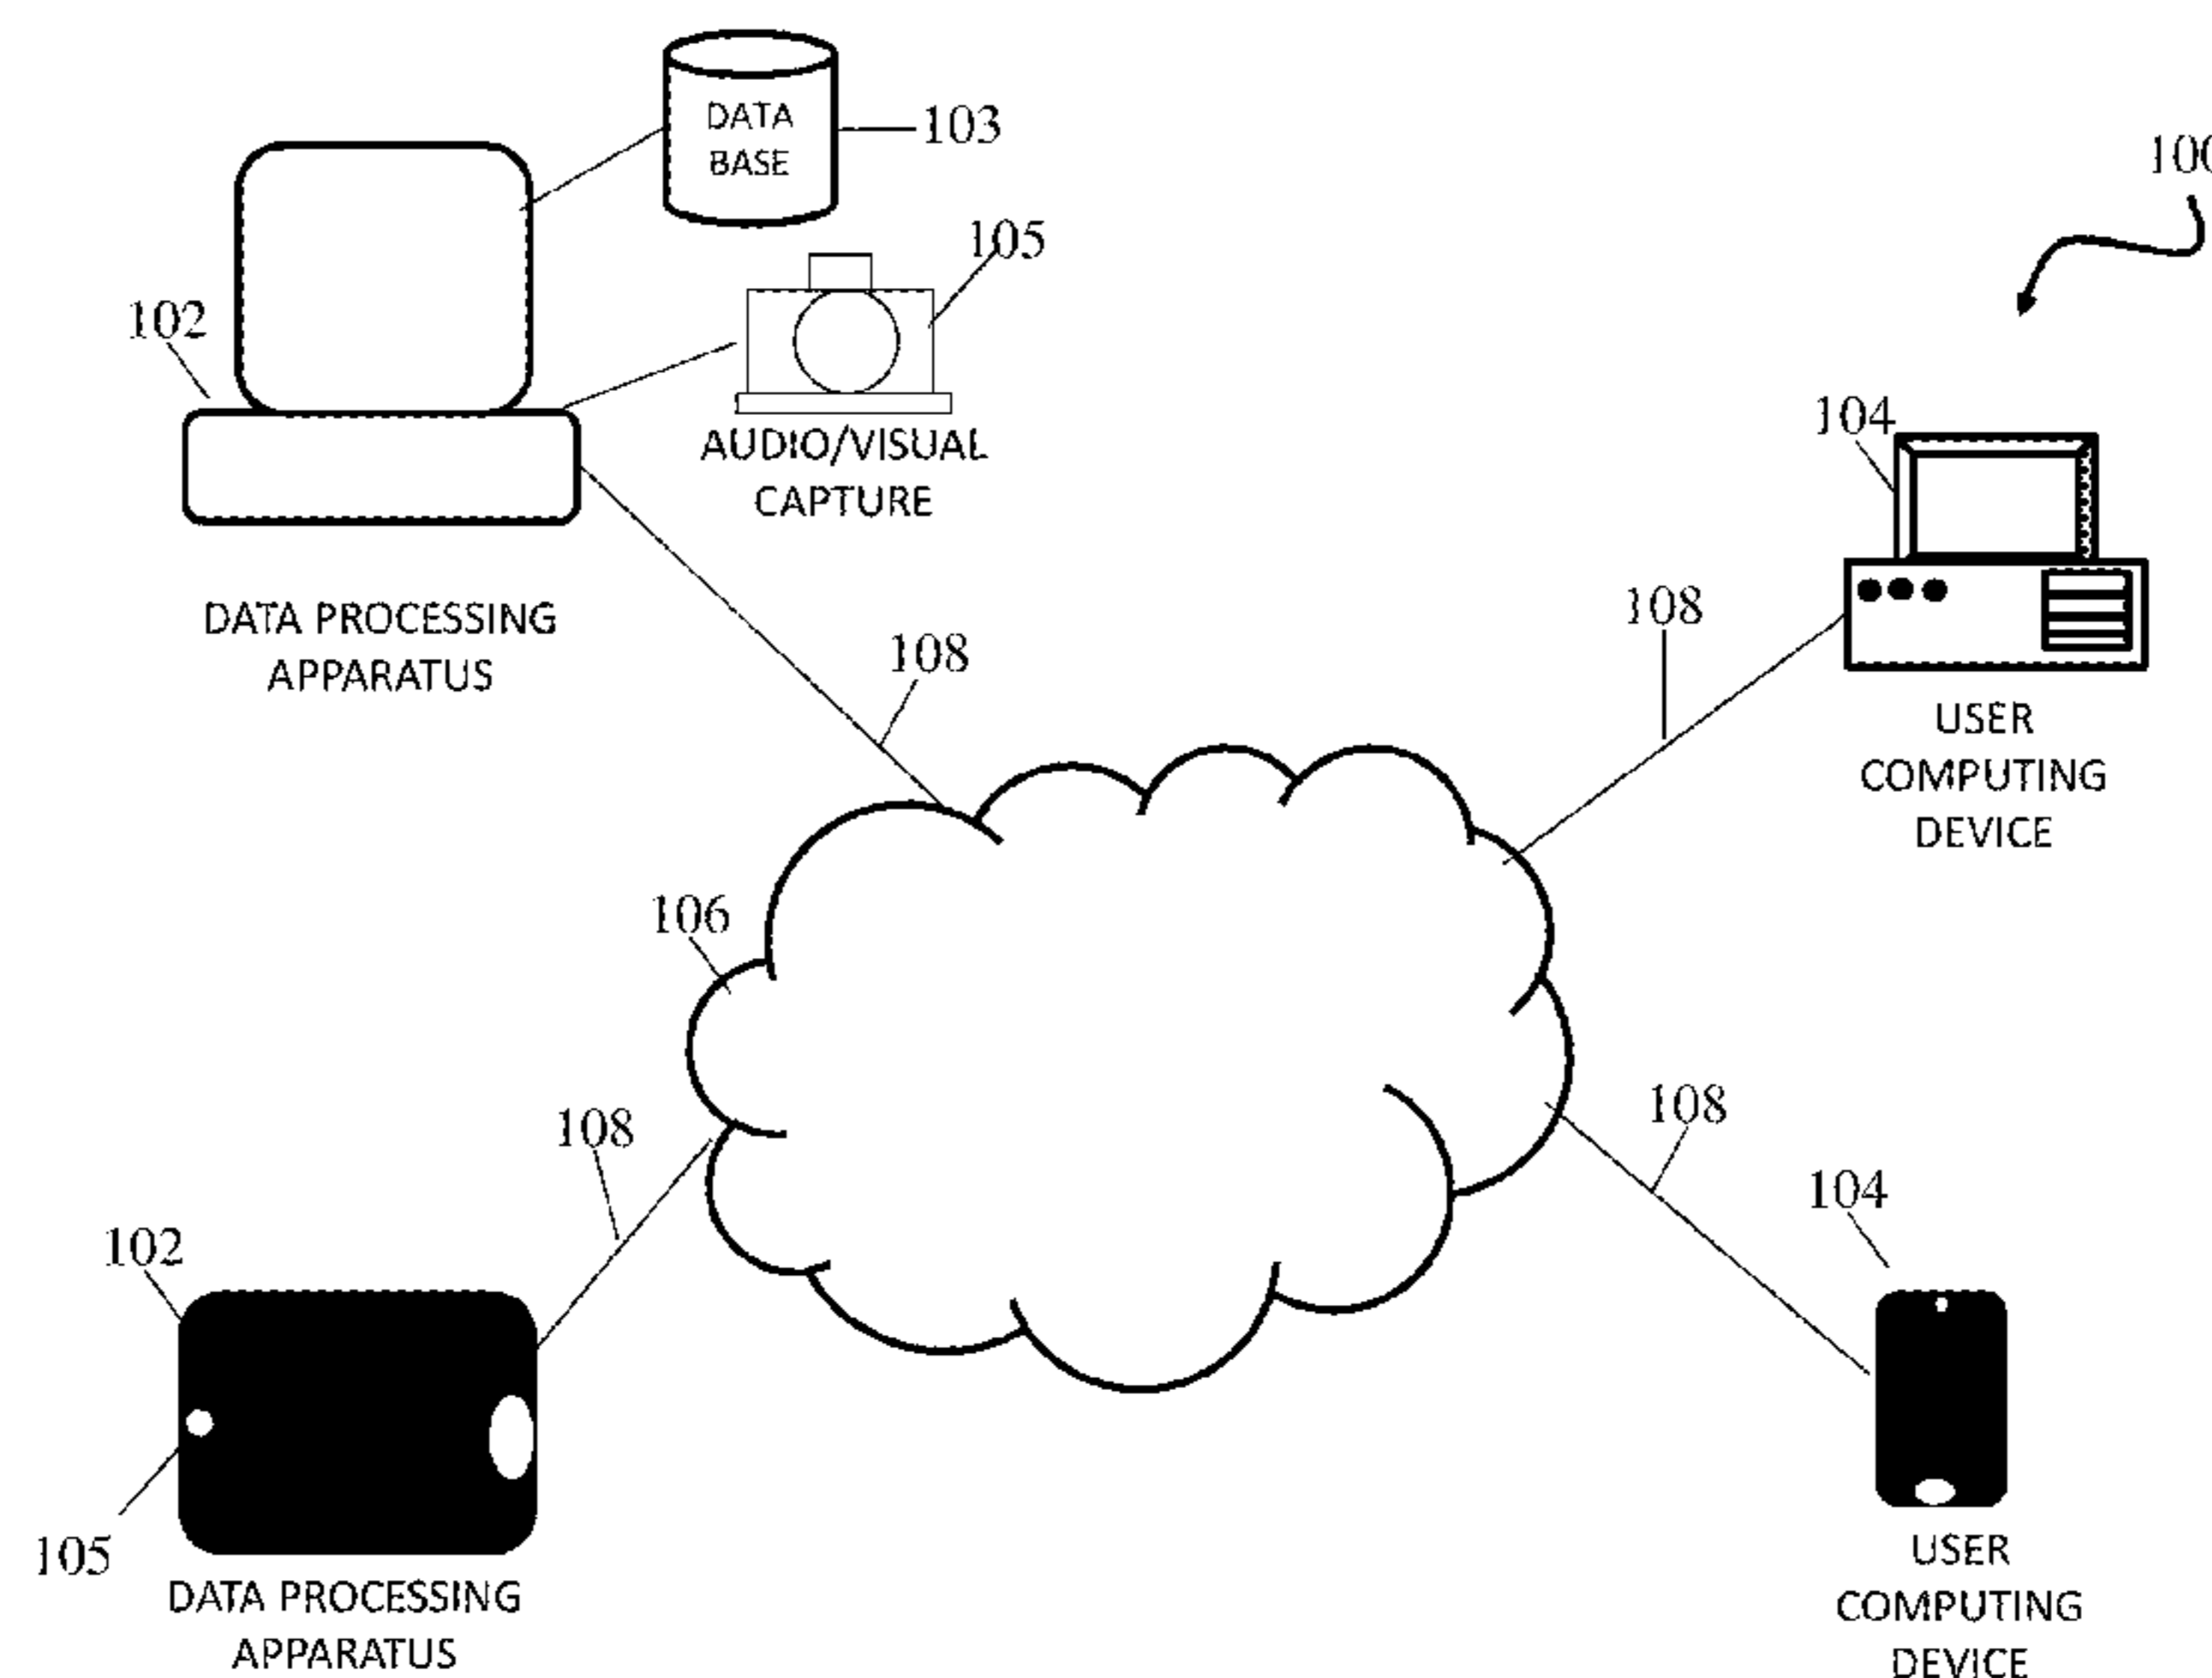 DATA
BASE
103
100
105
102
AUDIO/VISUAL
CAPTURE
104
DATA PROCESSING
APPARATUS
108
108
USER
COMPUTING
DEVICE
106
108
108
104
102
105
DATA PROCESSING
APPARATUS
USER
COMPUTING
DEVICE